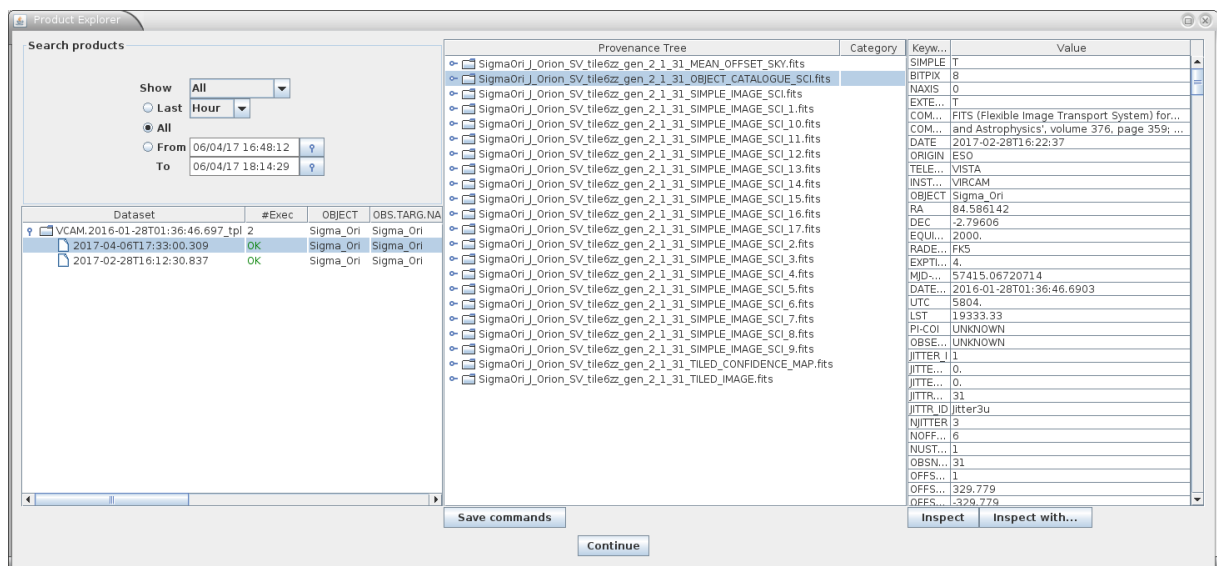 Product Explorer
Search products
Show All
Last Hour
All
From 06/04/17 16:48:12
To 06/04/17 18:14:29
Dataset #Exec OBJECT OBS.TARG.NA
VCAM.2016-01-28T01:36:46.697_tpl 2 Sigma_Ori Sigma_Ori
2017-04-06T17:33:00.309 OK Sigma_Ori Sigma_Ori
2017-02-28T16:12:30.837 OK Sigma_Ori Sigma_Ori
Provenance Tree Category
SigmaOri_J_Orion_SV_tile6zz_gen_2_1_31_MEAN_OFFSET_SKY.fits
SigmaOri_J_Orion_SV_tile6zz_gen_2_1_31_OBJECT_CATALOGUE_SCI.fits
SigmaOri_J_Orion_SV_tile6zz_gen_2_1_31_SIMPLE_IMAGE_SCI.fits
SigmaOri_J_Orion_SV_tile6zz_gen_2_1_31_SIMPLE_IMAGE_SCI_1.fits
SigmaOri_J_Orion_SV_tile6zz_gen_2_1_31_SIMPLE_IMAGE_SCI_10.fits
SigmaOri_J_Orion_SV_tile6zz_gen_2_1_31_SIMPLE_IMAGE_SCI_11.fits
SigmaOri_J_Orion_SV_tile6zz_gen_2_1_31_SIMPLE_IMAGE_SCI_12.fits
SigmaOri_J_Orion_SV_tile6zz_gen_2_1_31_SIMPLE_IMAGE_SCI_13.fits
SigmaOri_J_Orion_SV_tile6zz_gen_2_1_31_SIMPLE_IMAGE_SCI_14.fits
SigmaOri_J_Orion_SV_tile6zz_gen_2_1_31_SIMPLE_IMAGE_SCI_15.fits
SigmaOri_J_Orion_SV_tile6zz_gen_2_1_31_SIMPLE_IMAGE_SCI_16.fits
SigmaOri_J_Orion_SV_tile6zz_gen_2_1_31_SIMPLE_IMAGE_SCI_17.fits
SigmaOri_J_Orion_SV_tile6zz_gen_2_1_31_SIMPLE_IMAGE_SCI_2.fits
SigmaOri_J_Orion_SV_tile6zz_gen_2_1_31_SIMPLE_IMAGE_SCI_3.fits
SigmaOri_J_Orion_SV_tile6zz_gen_2_1_31_SIMPLE_IMAGE_SCI_4.fits
SigmaOri_J_Orion_SV_tile6zz_gen_2_1_31_SIMPLE_IMAGE_SCI_5.fits
SigmaOri_J_Orion_SV_tile6zz_gen_2_1_31_SIMPLE_IMAGE_SCI_6.fits
SigmaOri_J_Orion_SV_tile6zz_gen_2_1_31_SIMPLE_IMAGE_SCI_7.fits
SigmaOri_J_Orion_SV_tile6zz_gen_2_1_31_SIMPLE_IMAGE_SCI_8.fits
SigmaOri_J_Orion_SV_tile6zz_gen_2_1_31_SIMPLE_IMAGE_SCI_9.fits
SigmaOri_J_Orion_SV_tile6zz_gen_2_1_31_TILED_CONFIDENCE_MAP.fits
SigmaOri_J_Orion_SV_tile6zz_gen_2_1_31_TILED_IMAGE.fits
Keyw... Value
SIMPLE T
BITPIX 8
NAXIS 0
EXTE... T
COM... FITS (Flexible Image Transport System) for...
COM... and Astrophysics', volume 376, page 359; ...
DATE 2017-02-28T16:22:37
ORIGIN ESO
TELE... VISTA
INST... VIRCAM
OBJECT Sigma_Ori
RA 84.586142
DEC -2.79606
EQUI... 2000.
RADE... FK5
EXPTI... 4.
MJD-... 57415.06720714
DATE... 2016-01-28T01:36:46.6903
UTC 5804.
LST 19333.33
PI-COI UNKNOWN
OBSE... UNKNOWN
JITTER_I 1
JITTE... 0.
JITTE... 0.
JITTR... 31
JITTR_ID Jitter3u
NJITTER 3
NOFF... 6
NUST... 1
OBSN... 31
OFFS... 1
OFFS... 329.779
OFFS... -329.779
Save commands
Inspect Inspect with...
Continue